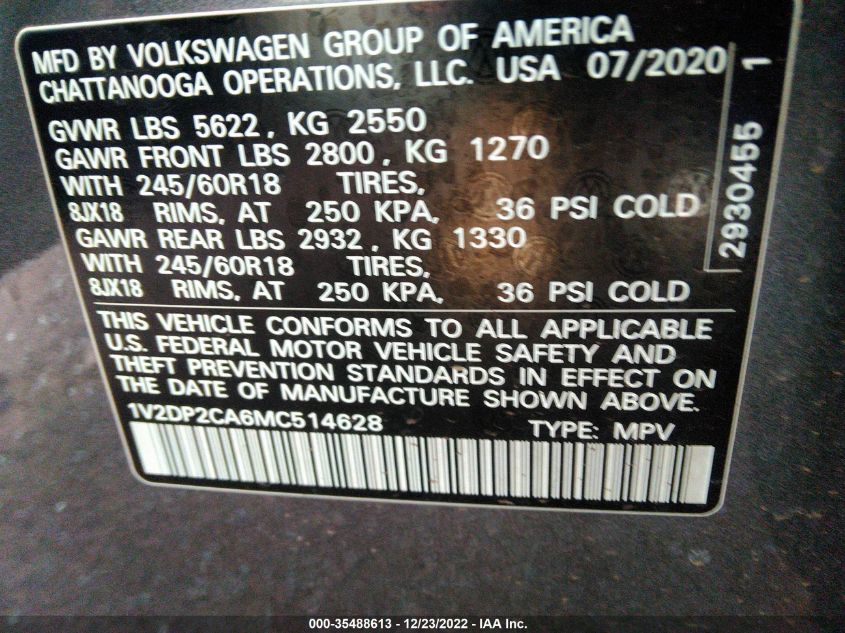 MFD BY VOLKSWAGEN GROUP OF AMERICA
CHATTANOOGA OPERATIONS, LLC. USA 07/2020
GVWR LBS 5622, KG 2550
GAWR FRONT LBS 2800, KG 1270
WITH 245/60R18 TIRES,
8JX18 RIMS, AT 250 KPA, 36 PSI COLD
GAWR REAR LBS 2932, KG 1330
WITH 245/60R18 TIRES,
8JX18 RIMS, AT 250 KPA, 36 PSI COLD
2930455 1
THIS VEHICLE CONFORMS TO ALL APPLICABLE
U.S. FEDERAL MOTOR VEHICLE SAFETY AND
THEFT PREVENTION STANDARDS IN EFFECT ON
THE DATE OF MANUFACTURE SHOWN ABOVE.
1V2DP2CA6MC514628 TYPE: MPV
000-35488613 - 12/23/2022 - IAA Inc.